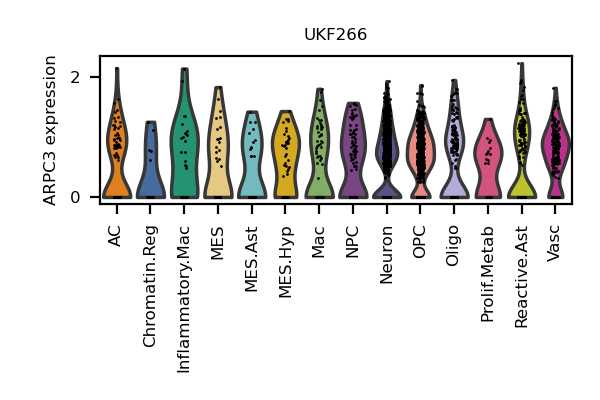 UKF266
ARPC3 expression
2
0
AC
Chromatin.Reg
Inflammatory.Mac
MES
MES.Ast
MES.Hyp
Mac
NPC
Neuron
OPC
Oligo
Prolif.Metab
Reactive.Ast
Vasc